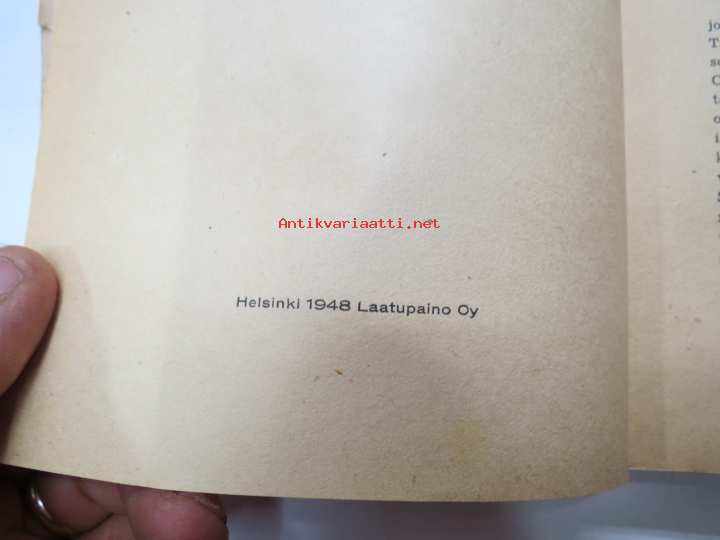 Antikvariaatti.net
Helsinki 1948 Laatupaino Oy